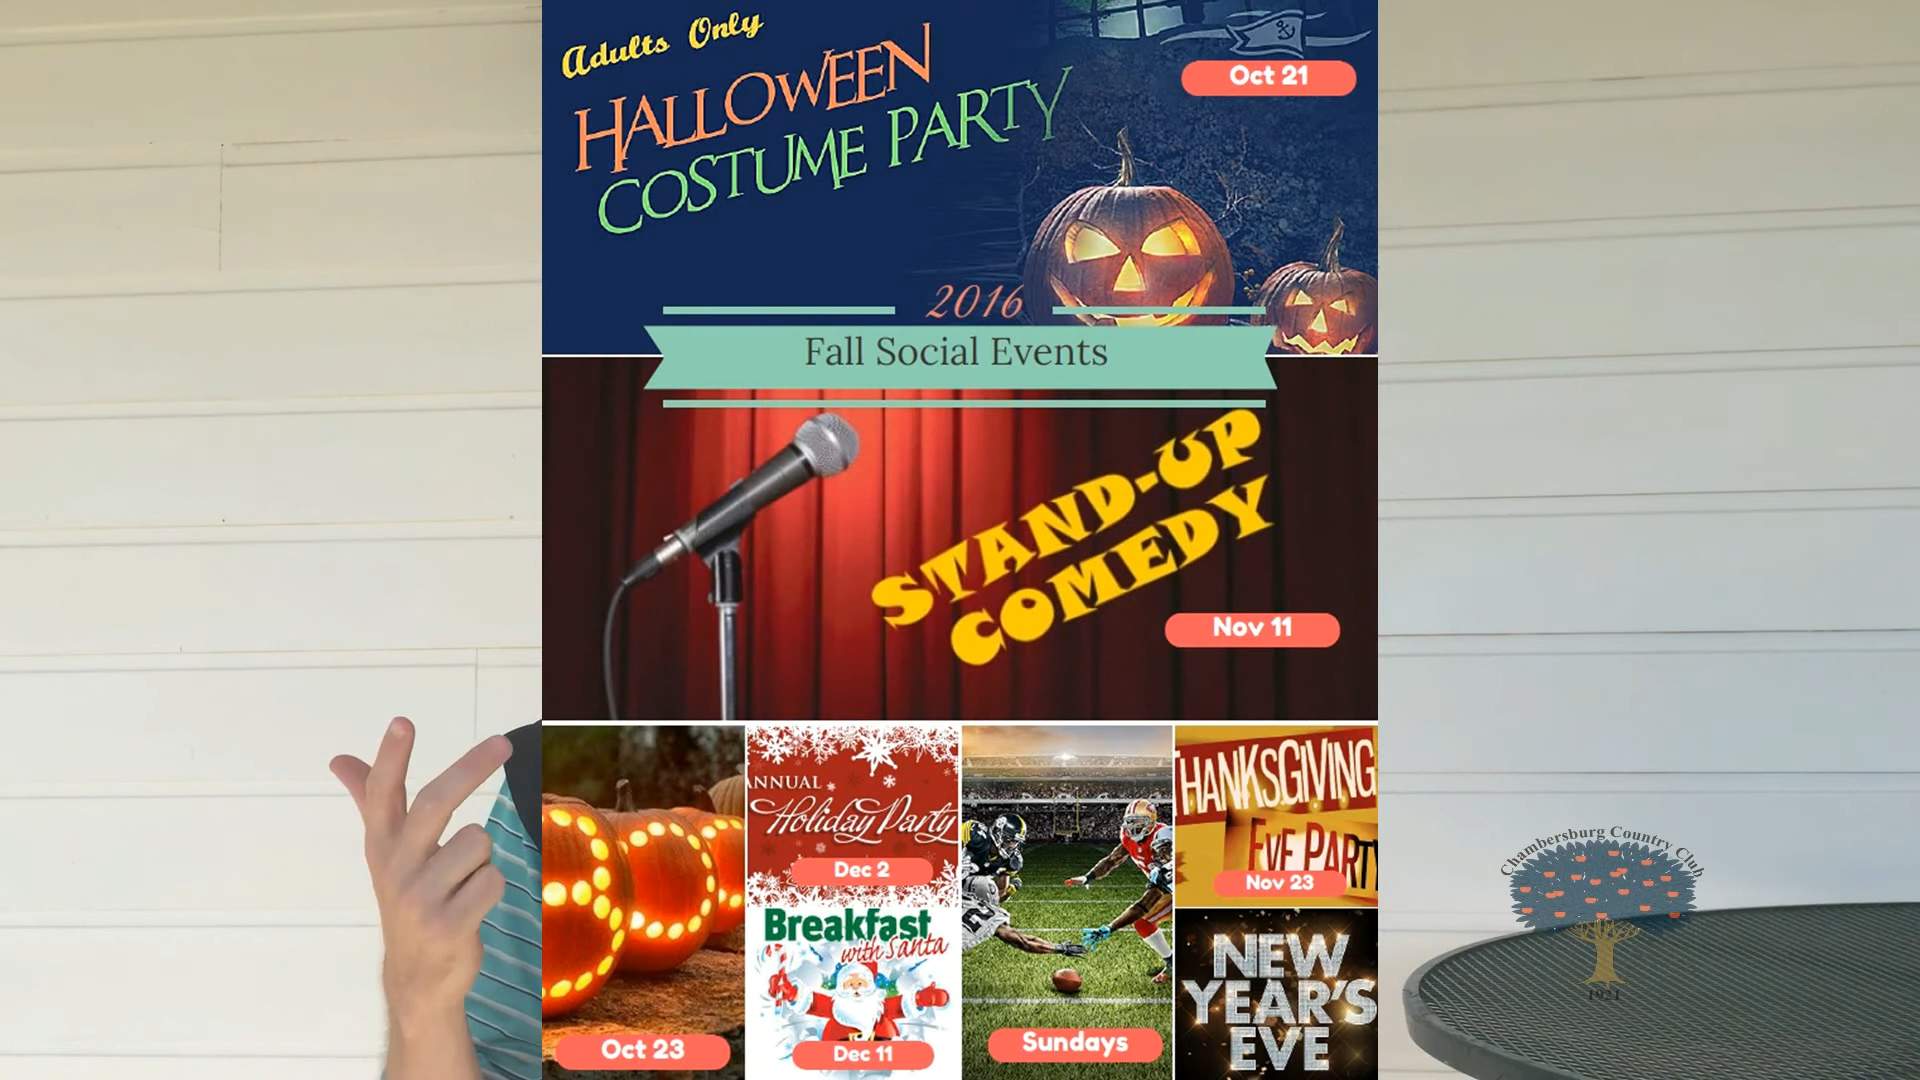 Adults Only
HALLOWEEN
COSTUME PARTY
Oct 21
2016
Fall Social Events
STAND-UP
COMEDY
Nov 11
Oct 23
ANNUAL
Holiday Party
Dec 2
Breakfast
with Santa
Dec 11
Sundays
THANKSGIVING
EVE PARTY
Nov 23
NEW
YEAR'S
EVE
Chambersburg Country Club
1921